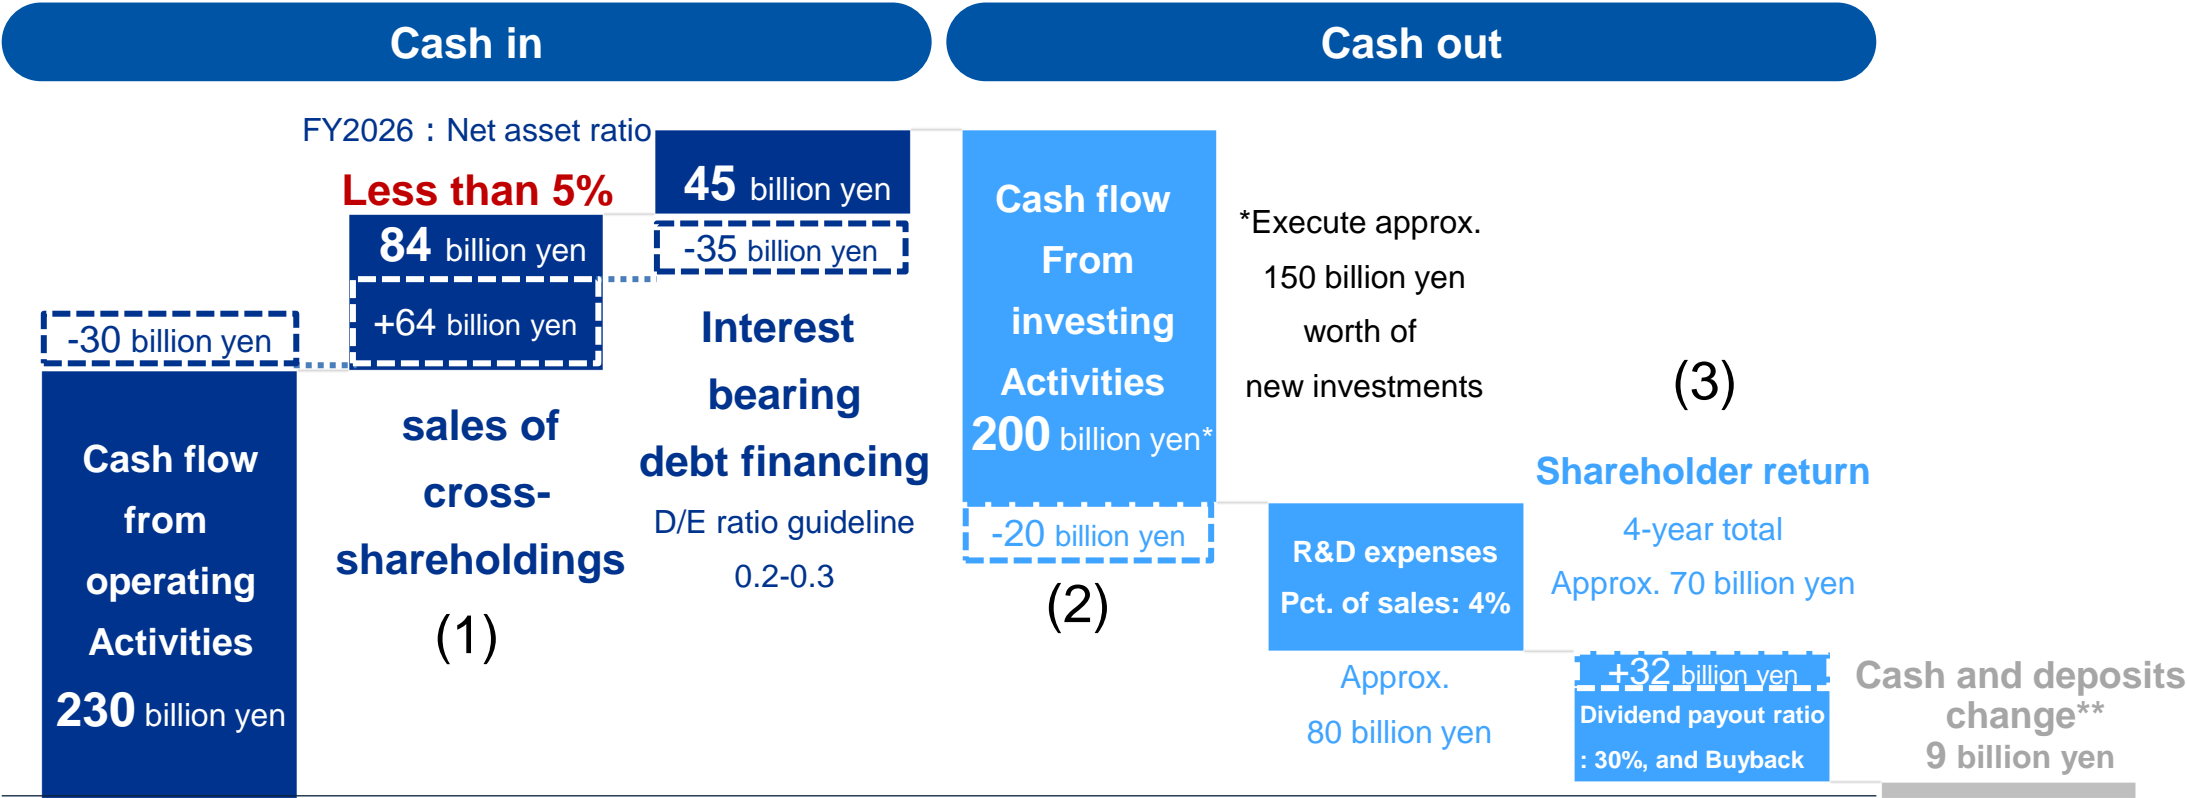 Cash in
Cash out
FY2026：Net asset ratio
Less than 5%
-30 billion yen
Cash flow
from
operating
Activities
230 billion yen
84 billion yen
+64 billion yen
sales of
cross-
shareholdings
(1)
45 billion yen
-35 billion yen
Interest
bearing
debt financing
D/E ratio guideline
0.2-0.3
Cash flow
From
investing
Activities
200 billion yen*
-20 billion yen
(2)
*Execute approx.
150 billion yen
worth of
new investments
R&D expenses
Pct. of sales: 4%
Approx.
80 billion yen
(3)
Shareholder return
4-year total
Approx. 70 billion yen
+32 billion yen
Dividend payout ratio
: 30%, and Buyback
Cash and deposits
change**
9 billion yen